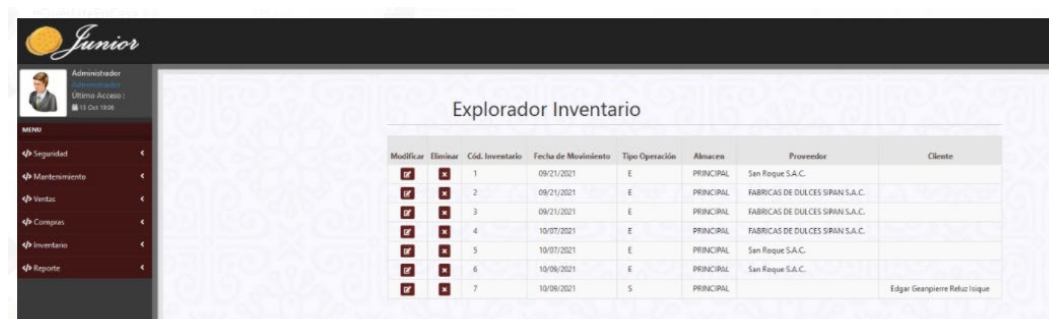 Junior
Administrador
Administrador
Último Acceso :
13 Oct 19:06
MENU
</> Seguridad
</> Mantenimiento
</> Ventas
</> Compras
</> Inventario
</> Reporte
Explorador Inventario
Modificar Eliminar Cód. Inventario Fecha de Movimiento Tipo Operación Almacen Proveedor Cliente
1 09/21/2021 E PRINCIPAL San Roque S.A.C.
2 09/21/2021 E PRINCIPAL FABRICAS DE DULCES SIPAN S.A.C.
3 09/21/2021 E PRINCIPAL FABRICAS DE DULCES SIPAN S.A.C.
4 10/07/2021 E PRINCIPAL FABRICAS DE DULCES SIPAN S.A.C.
5 10/07/2021 E PRINCIPAL San Roque S.A.C.
6 10/09/2021 E PRINCIPAL San Roque S.A.C.
7 10/09/2021 S PRINCIPAL Edgar Geanpierre Reluz Isique